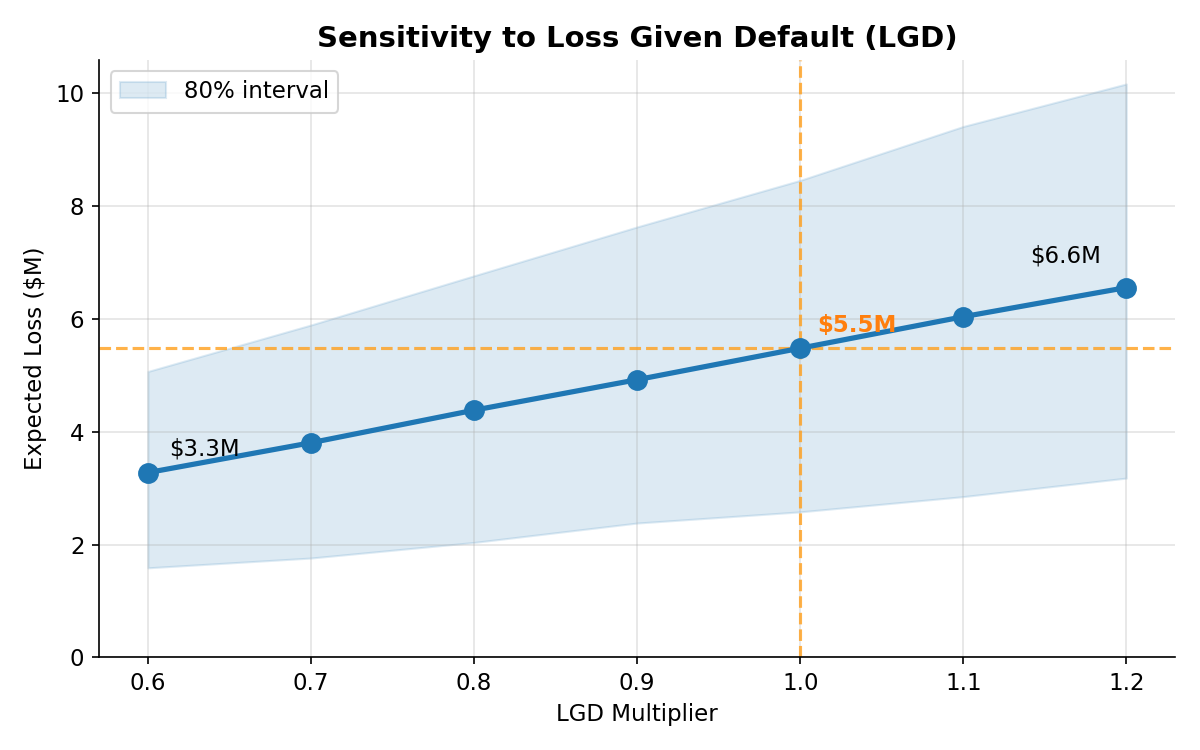 Sensitivity to Loss Given Default (LGD)
80% interval
Expected Loss ($M)
10
8
6
4
2
0
$3.3M
$5.5M
$6.6M
0.6 0.7 0.8 0.9 1.0 1.1 1.2
LGD Multiplier